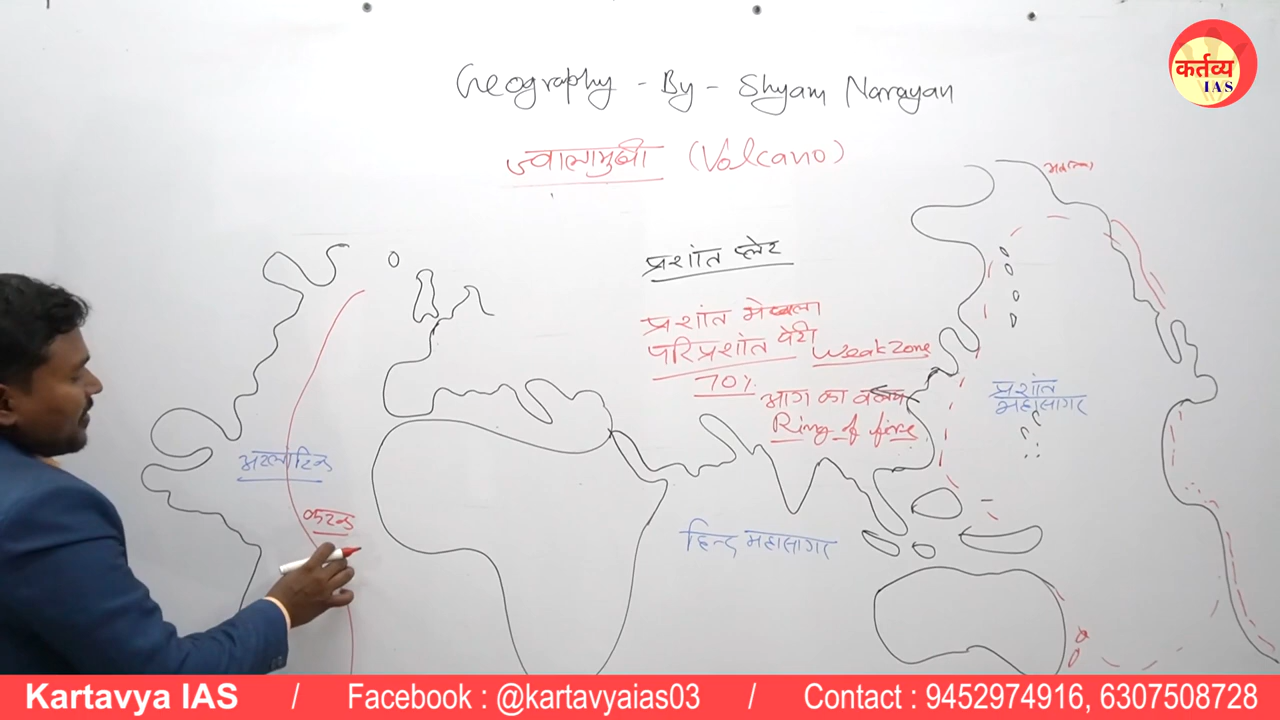 कर्तव्य
IAS
Geography - By - Shyam Narayan
ज्वालामुखी (Volcano)
प्रशांत प्लेट
प्रशांत मेखला
परिप्रशांत पेटी
70%
Weak zone
आग का वलय
Ring of fire
प्रशांत
महासागर
अटलांटिक
कटक
हिन्द महासागर
Kartavya IAS / Facebook : @kartavyaias03 / Contact : 9452974916, 6307508728